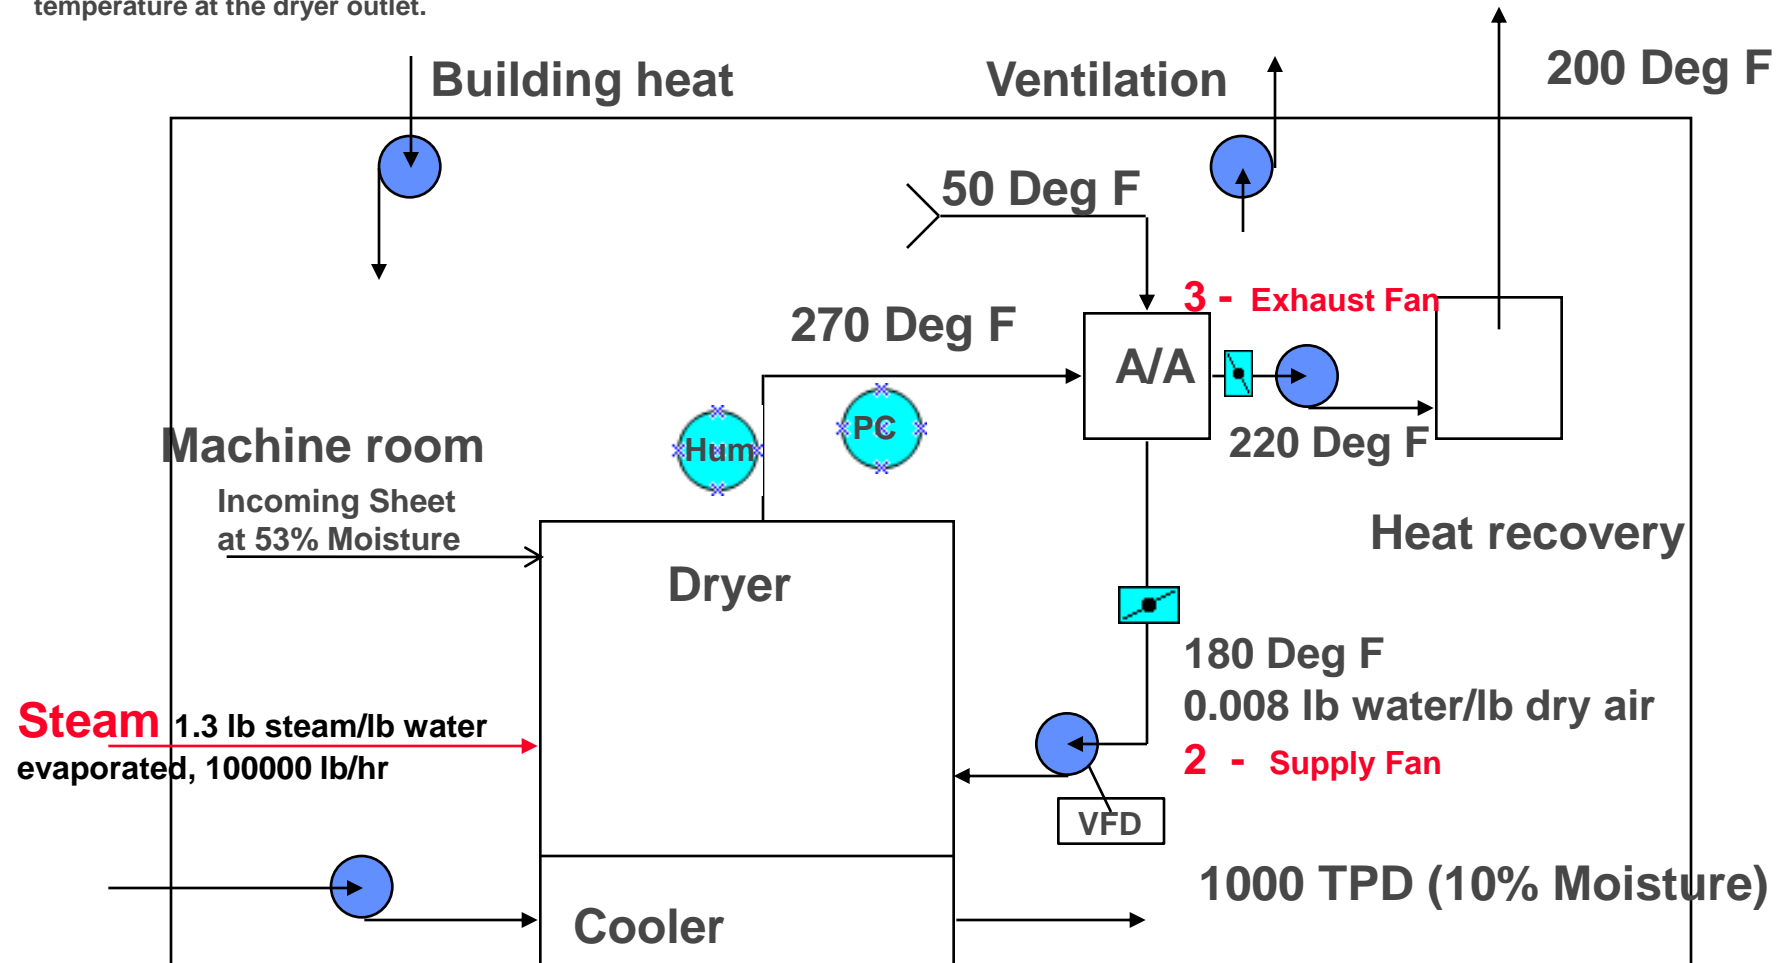 temperature at the dryer outlet.
200 Deg F
Building heat
Ventilation
50 Deg F
3 - Exhaust Fan
270 Deg F
A/A
PC
Hum
220 Deg F
Machine room
Incoming Sheet
at 53% Moisture
Heat recovery
Dryer
180 Deg F
0.008 lb water/lb dry air
2 - Supply Fan
Steam 1.3 lb steam/lb water
evaporated, 100000 lb/hr
VFD
1000 TPD (10% Moisture)
Cooler